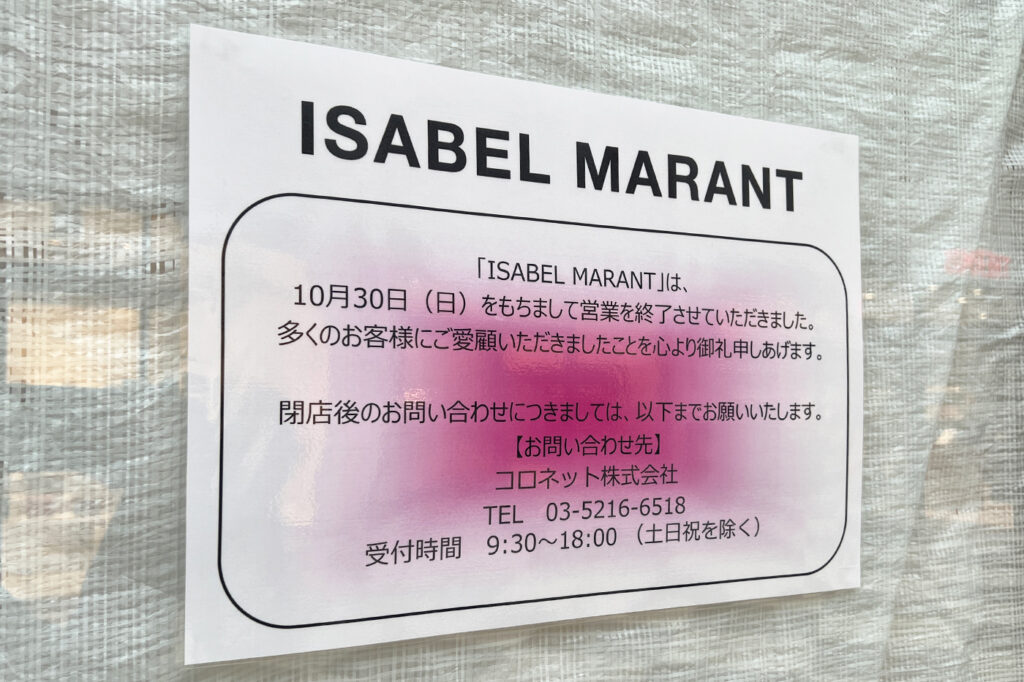 ISABEL MARANT
「ISABEL MARANT」は、
10月30日（日）をもちまして営業を終了させていただきました。
多くのお客様にご愛顧いただきましたことを心より御礼申しあげます。
閉店後のお問い合わせにつきましては、以下までお願いいたします。
【お問い合わせ先】
コロネット株式会社
TEL 03-5216-6518
受付時間 9:30～18:00 （土日祝を除く）